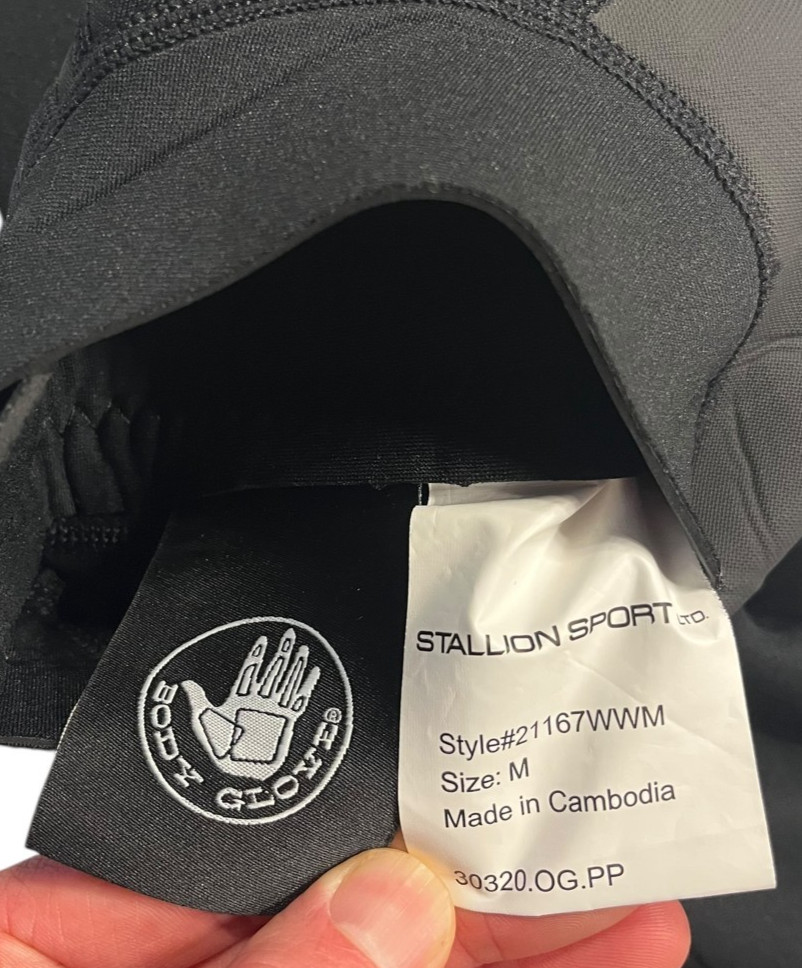 BODY GLOVE®
STALLION SPORT LTD.
Style#21167WWM
Size: M
Made in Cambodia
30320.OG.PP